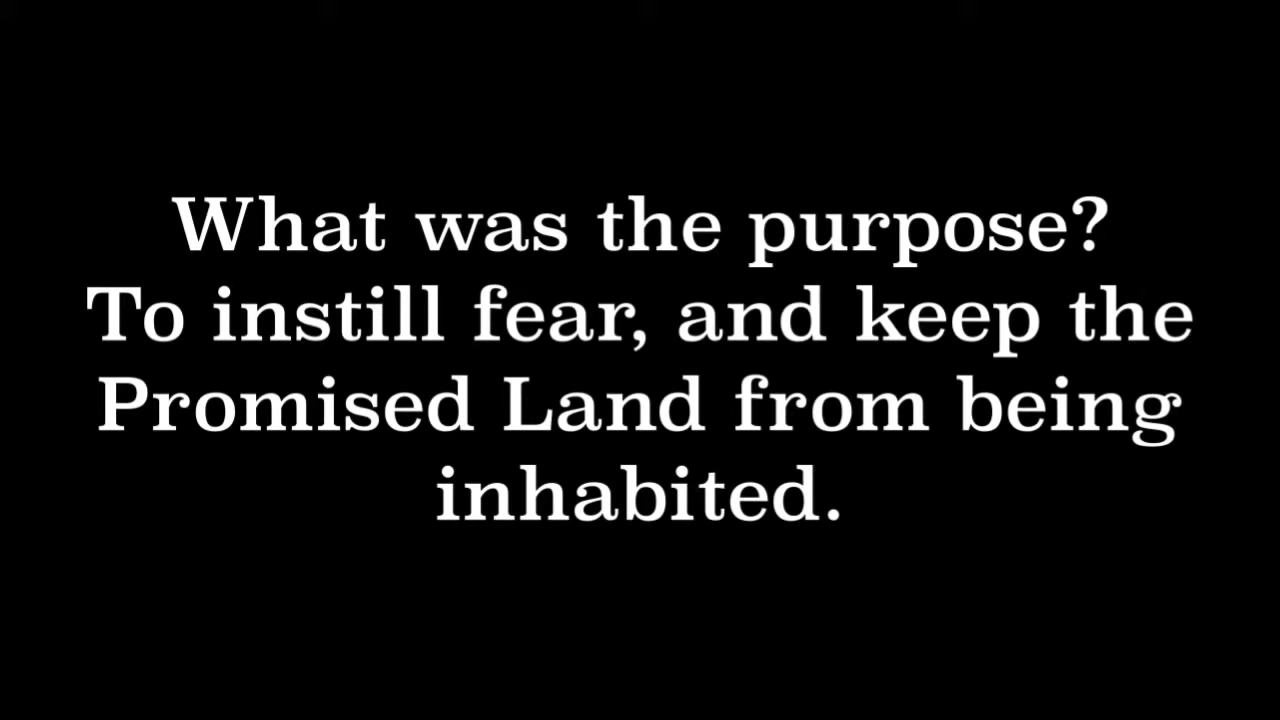 What was the purpose?
To instill fear, and keep the
Promised Land from being
inhabited.